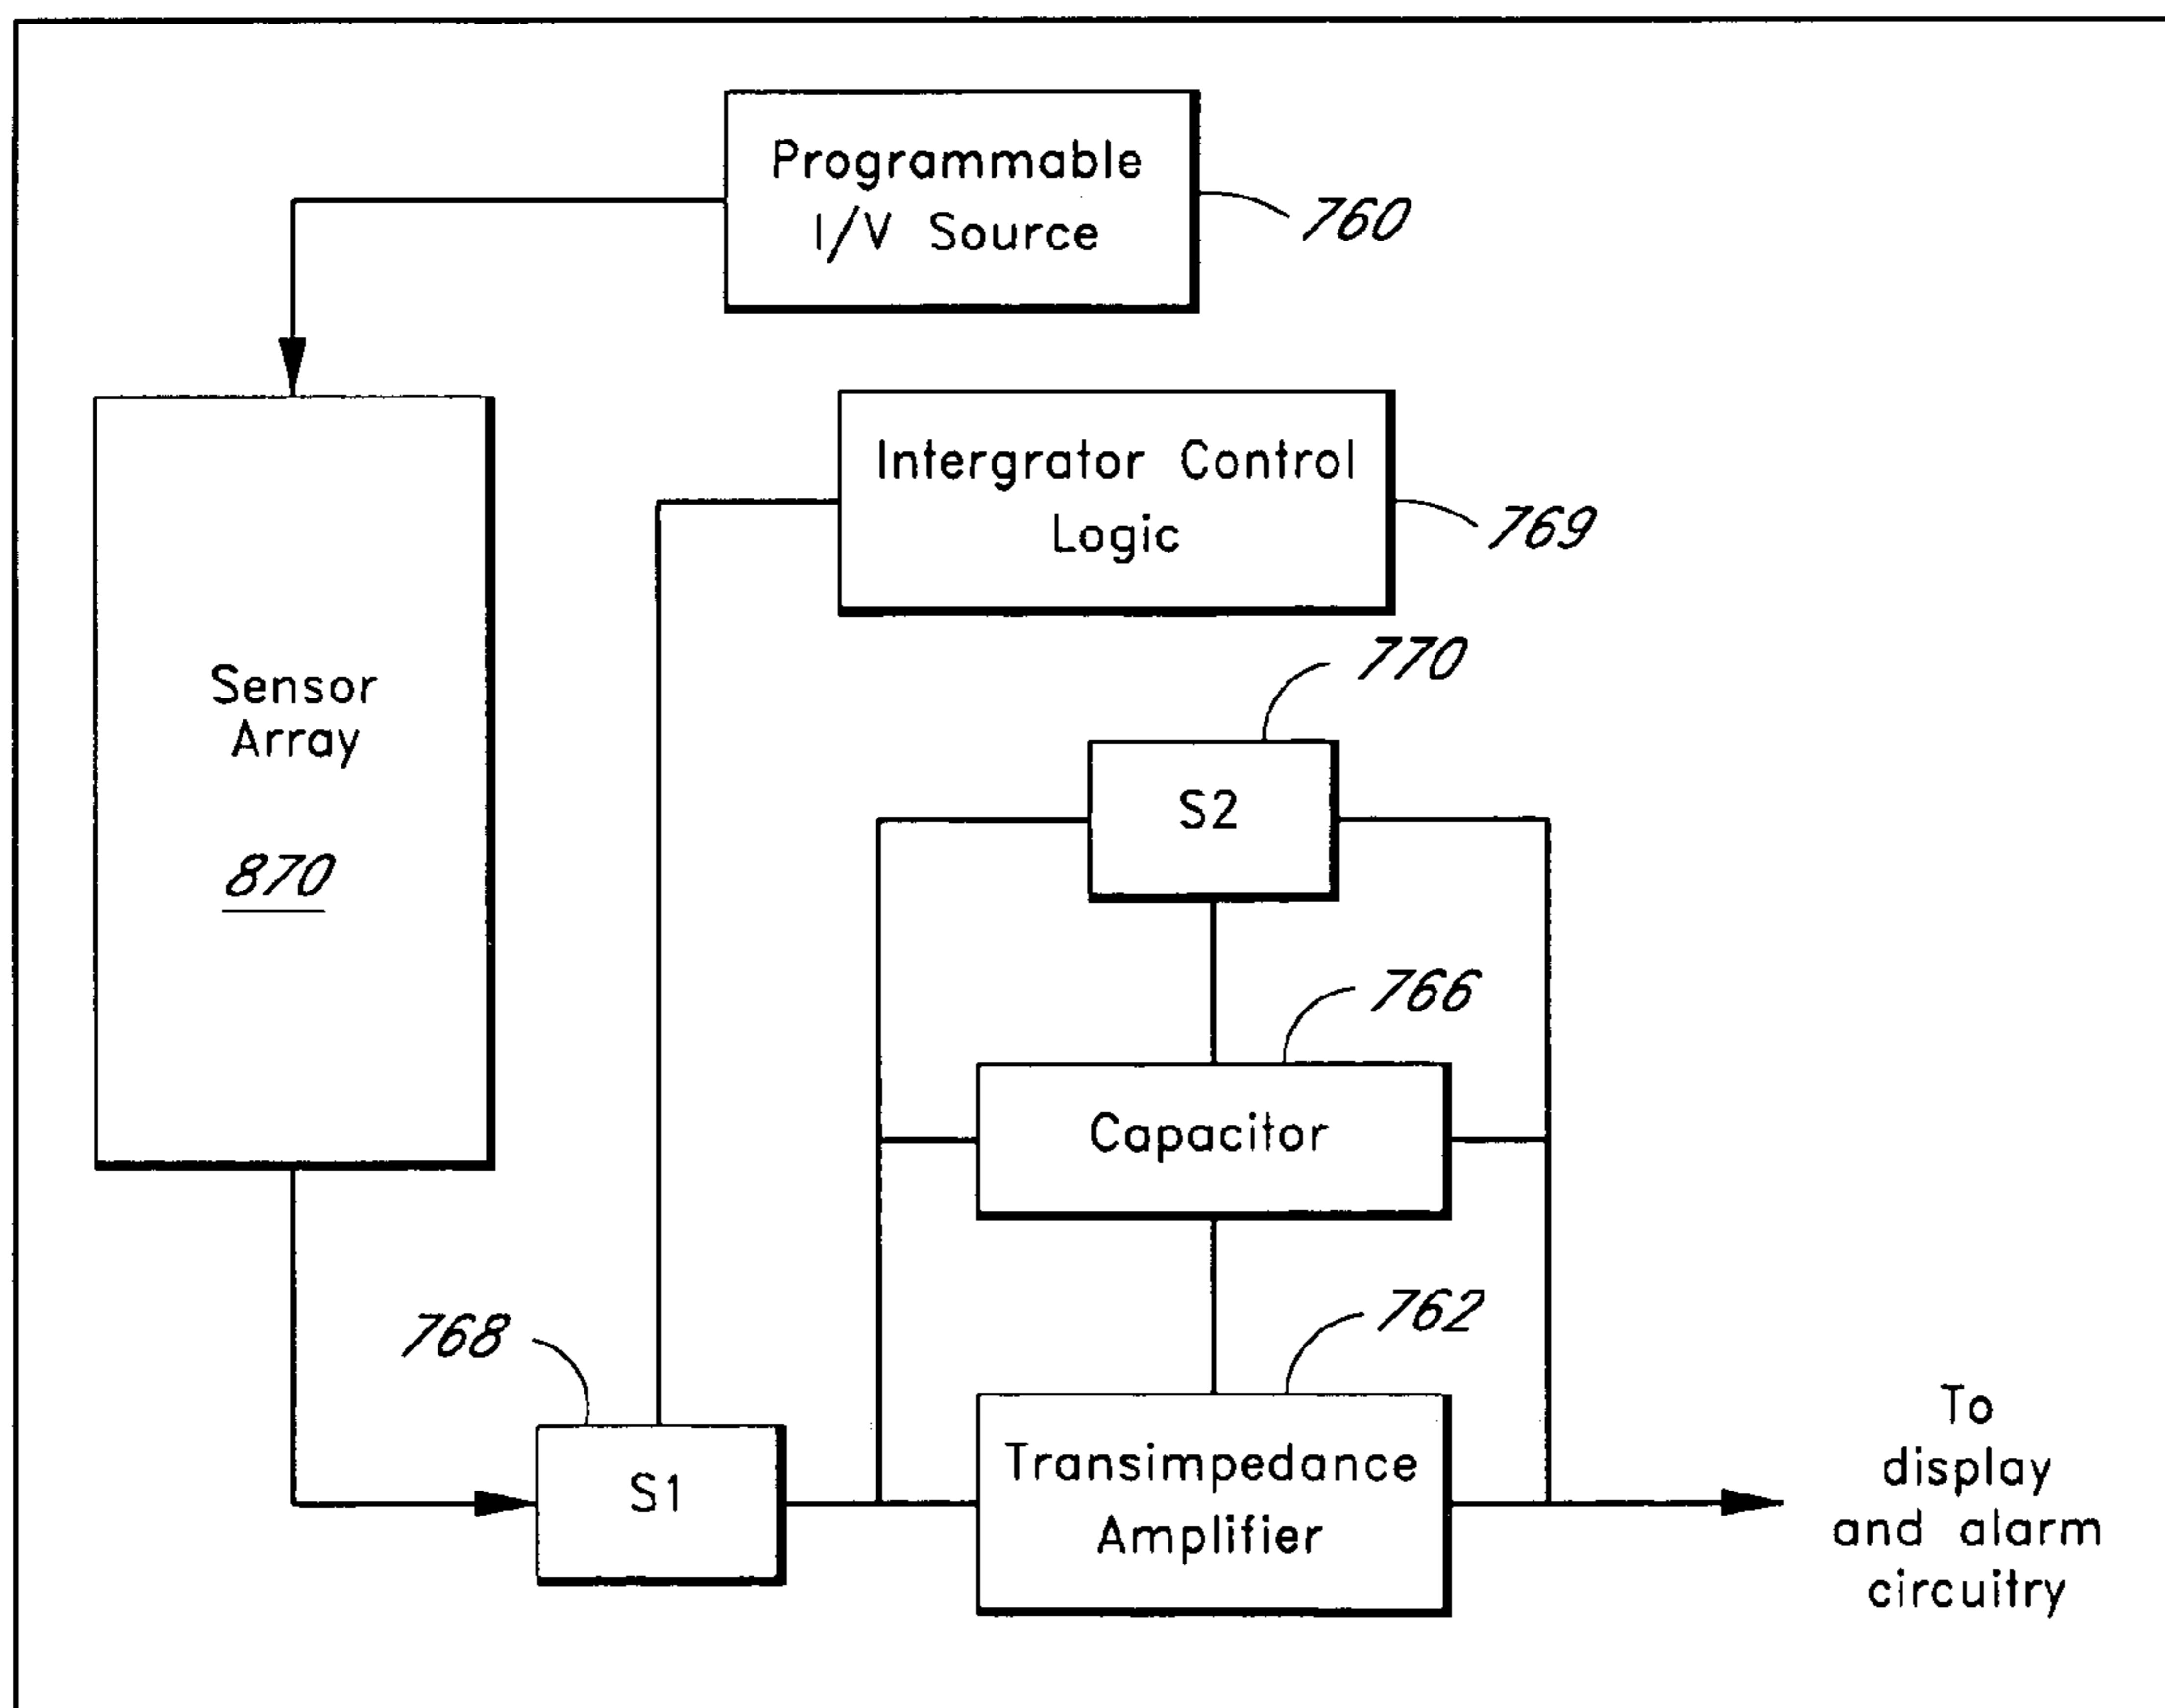 Programmable
I/V Source
760
Intergrator Control
Logic
769
Sensor
Array
870
770
S2
766
Capacitor
768
762
S1
Transimpedance
Amplifier
To
display
and alarm
circuitry